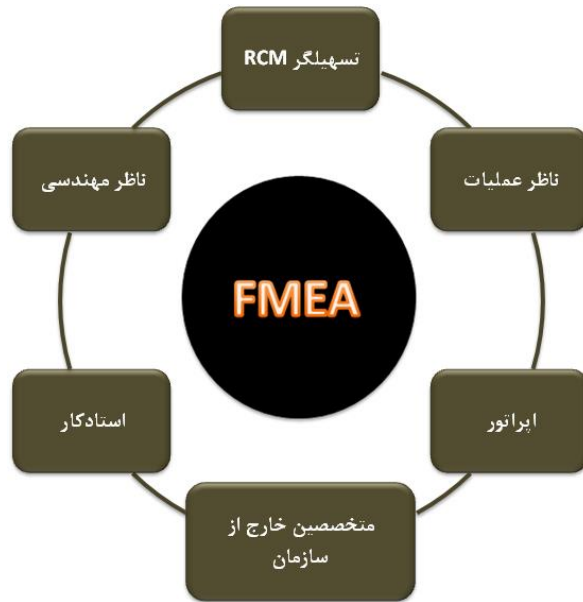 تسهیلگر RCM
ناظر مهندسی
ناظر عملیات
FMEA
استادکار
اپراتور
متخصصین خارج از
سازمان